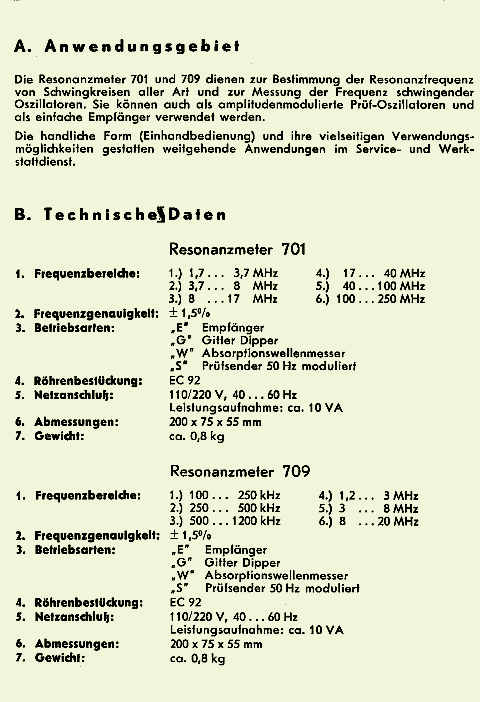 A. Anwendungsgebiet
Die Resonanzmeter 701 und 709 dienen zur Bestimmung der Resonanzfrequenz
von Schwingkreisen aller Art und zur Messung der Frequenz schwingender
Oszillatoren. Sie können auch als amplitudenmodulierte Prüf-Oszillatoren und
als einfache Empfänger verwendet werden.
Die handliche Form (Einhandbedienung) und ihre vielseitigen Verwendungs-
möglichkeiten gestatten weitgehende Anwendungen im Service- und Werk-
stattdienst.
B. Technische Daten
Resonanzmeter 701
1. Frequenzbereiche: 1.) 1,7 ... 3,7 MHz 4.) 17 ... 40 MHz
2.) 3,7 ... 8 MHz 5.) 40 ... 100 MHz
3.) 8 ... 17 MHz 6.) 100 ... 250 MHz
2. Frequenzgenauigkeit: ± 1,5%
3. Betriebsarten: „E" Empfänger
„G" Gitter Dipper
„W" Absorptionswellenmesser
„S" Prüfsender 50 Hz moduliert
4. Röhrenbestückung: EC 92
5. Netzanschluß: 110/220 V, 40 ... 60 Hz
Leistungsaufnahme: ca. 10 VA
6. Abmessungen: 200 x 75 x 55 mm
7. Gewicht: ca. 0,8 kg
Resonanzmeter 709
1. Frequenzbereiche: 1.) 100 ... 250 kHz 4.) 1,2 ... 3 MHz
2.) 250 ... 500 kHz 5.) 3 ... 8 MHz
3.) 500 ... 1200 kHz 6.) 8 ... 20 MHz
2. Frequenzgenauigkeit: ± 1,5%
3. Betriebsarten: „E" Empfänger
„G" Gitter Dipper
„W" Absorptionswellenmesser
„S" Prüfsender 50 Hz moduliert
4. Röhrenbestückung: EC 92
5. Netzanschluß: 110/220 V, 40 ... 60 Hz
Leistungsaufnahme: ca. 10 VA
6. Abmessungen: 200 x 75 x 55 mm
7. Gewicht: ca. 0,8 kg